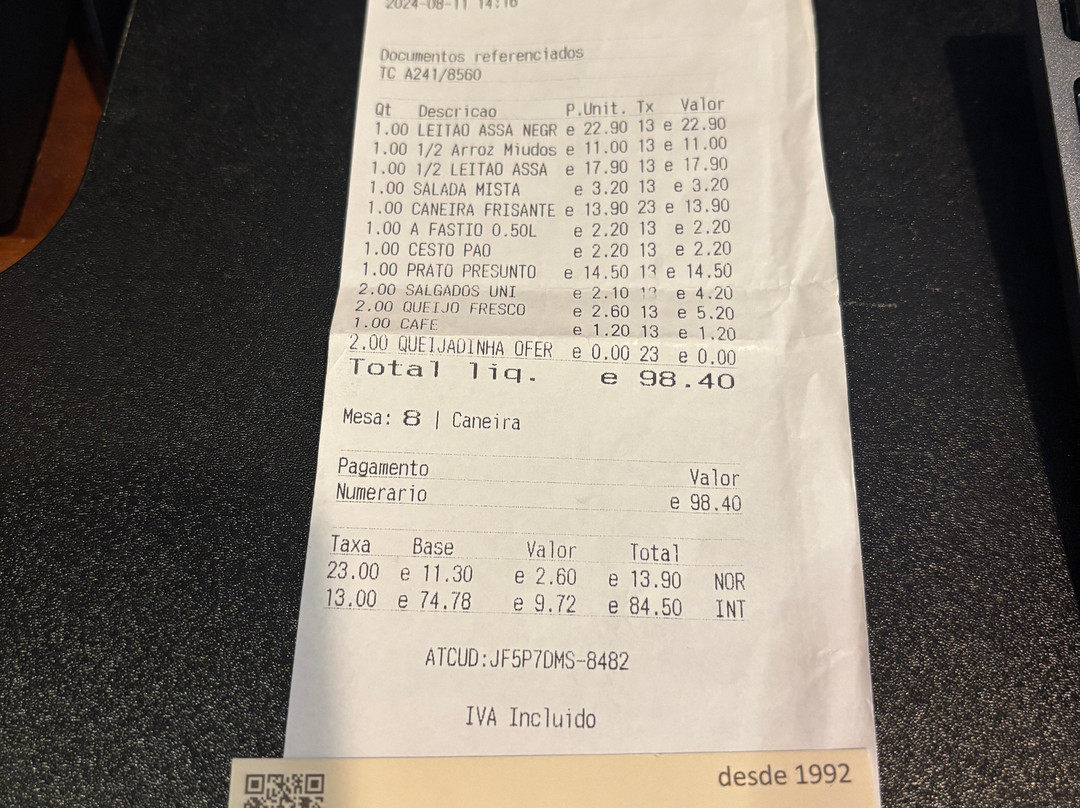 2024-08-11 14:16
Documentos referenciados
TC A241/8560
Qt Descricao P.Unit. Tx Valor
1.00 LEITAO ASSA NEGR e 22.90 13 e 22.90
1.00 1/2 Arroz Miudos e 11.00 13 e 11.00
1.00 1/2 LEITAO ASSA e 17.90 13 e 17.90
1.00 SALADA MISTA e 3.20 13 e 3.20
1.00 CANEIRA FRISANTE e 13.90 23 e 13.90
1.00 A FASTIO 0.50L e 2.20 13 e 2.20
1.00 CESTO PAO e 2.20 13 e 2.20
1.00 PRATO PRESUNTO e 14.50 13 e 14.50
2.00 SALGADOS UNI e 2.10 13 e 4.20
2.00 QUEIJO FRESCO e 2.60 13 e 5.20
1.00 CAFE e 1.20 13 e 1.20
2.00 QUEIJADINHA OFER e 0.00 23 e 0.00
Total liq. e 98.40
Mesa: 8 | Caneira
Pagamento Valor
Numerario e 98.40
Taxa Base Valor Total
23.00 e 11.30 e 2.60 e 13.90 NOR
13.00 e 74.78 e 9.72 e 84.50 INT
ATCUD:JF5P7DMS-8482
IVA Incluido
desde 1992